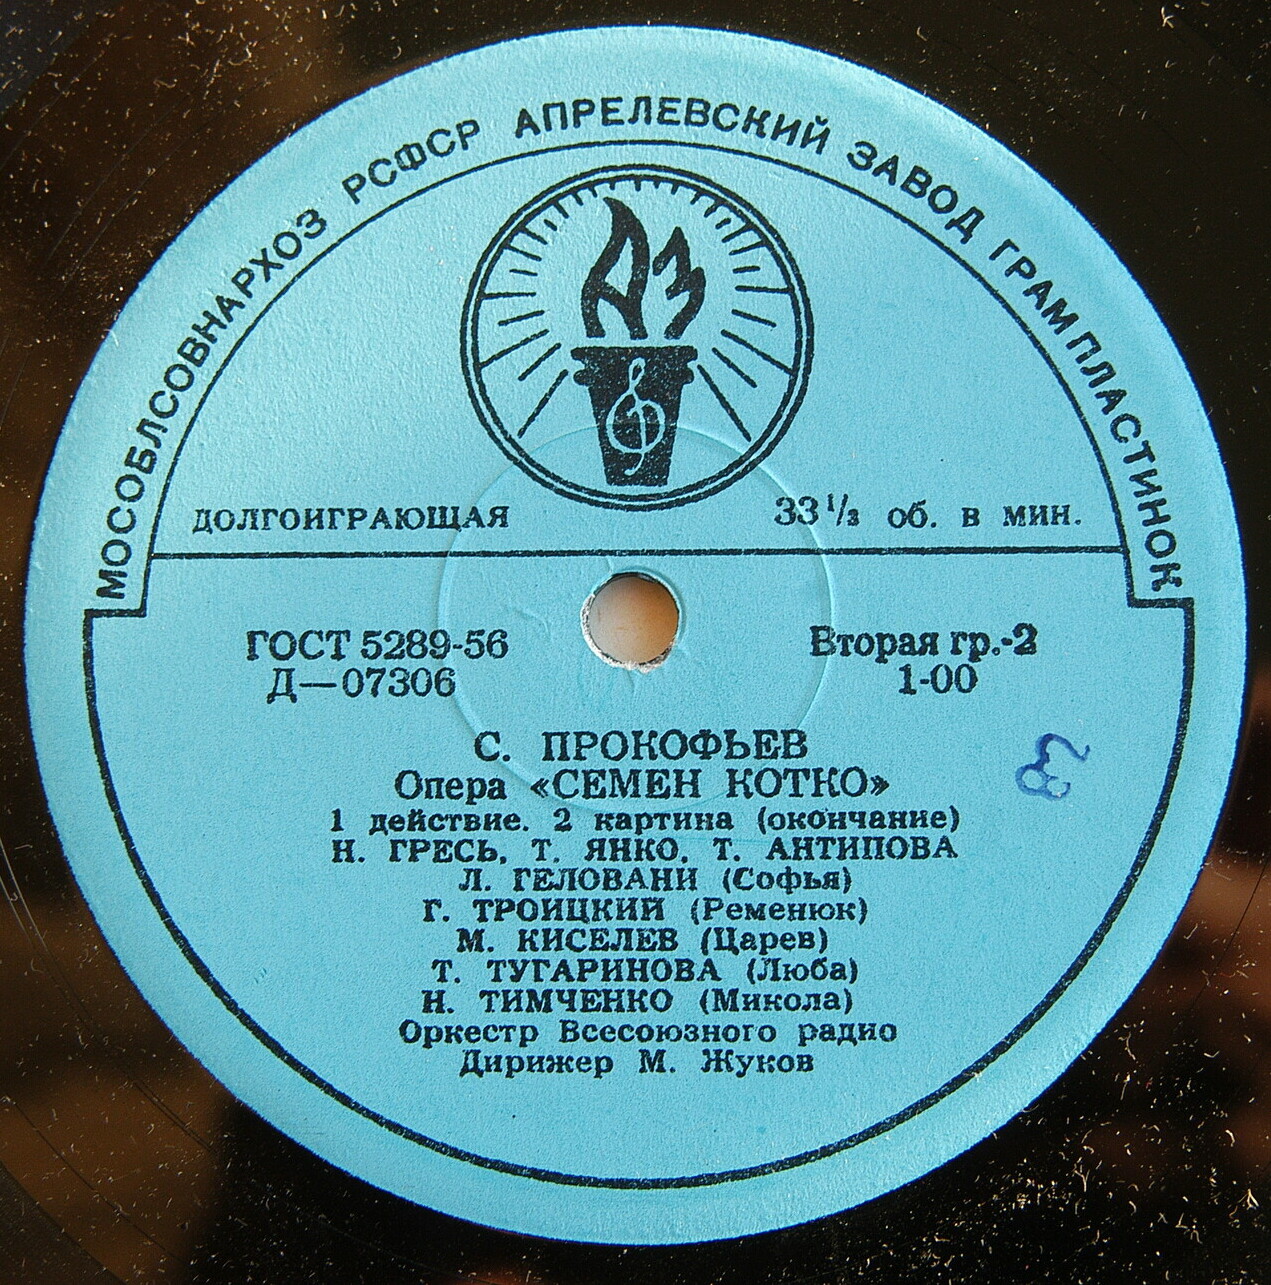 МОСОБЛСОВНАРХОЗ РСФСР АПРЕЛЕВСКИЙ ЗАВОД ГРАМПЛАСТИНОК
АЗ
ДОЛГОИГРАЮЩАЯ 33 1/3 об. в мин.
ГОСТ 5289-56 Вторая гр.-2
Д—07306 1-00
С. ПРОКОФЬЕВ
Опера «СЕМЕН КОТКО»
1 действие. 2 картина (окончание)
Н. ГРЕСЬ, Т. ЯНКО, Т. АНТИПОВА
Л. ГЕЛОВАНИ (Софья)
Г. ТРОИЦКИЙ (Ременюк)
М. КИСЕЛЕВ (Царев)
Т. ТУГАРИНОВА (Люба)
Н. ТИМЧЕНКО (Микола)
Оркестр Всесоюзного радио
Дирижер М. Жуков